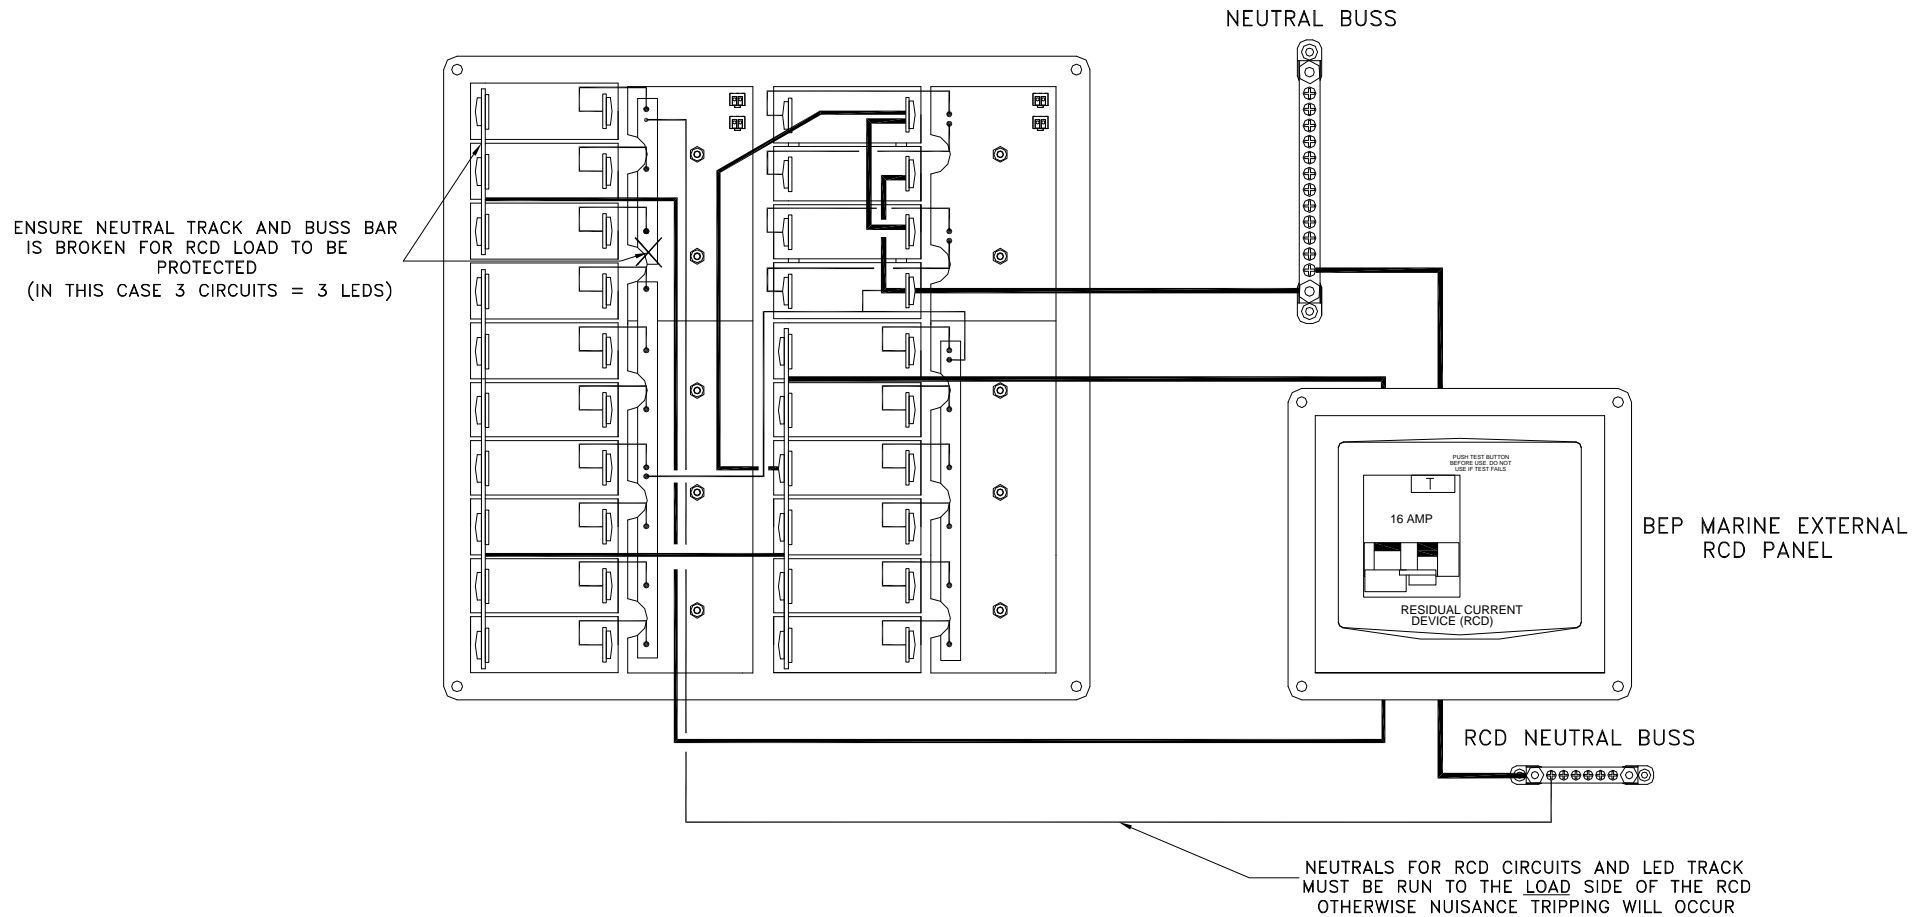 NEUTRAL BUSS
ENSURE NEUTRAL TRACK AND BUSS BAR
IS BROKEN FOR RCD LOAD TO BE
PROTECTED
(IN THIS CASE 3 CIRCUITS = 3 LEDS)
PUSH TEST BUTTON
BEFORE USE. DO NOT
USE IF TEST FAILS
T
16 AMP
RESIDUAL CURRENT
DEVICE (RCD)
BEP MARINE EXTERNAL
RCD PANEL
RCD NEUTRAL BUSS
NEUTRALS FOR RCD CIRCUITS AND LED TRACK
MUST BE RUN TO THE LOAD SIDE OF THE RCD
OTHERWISE NUISANCE TRIPPING WILL OCCUR